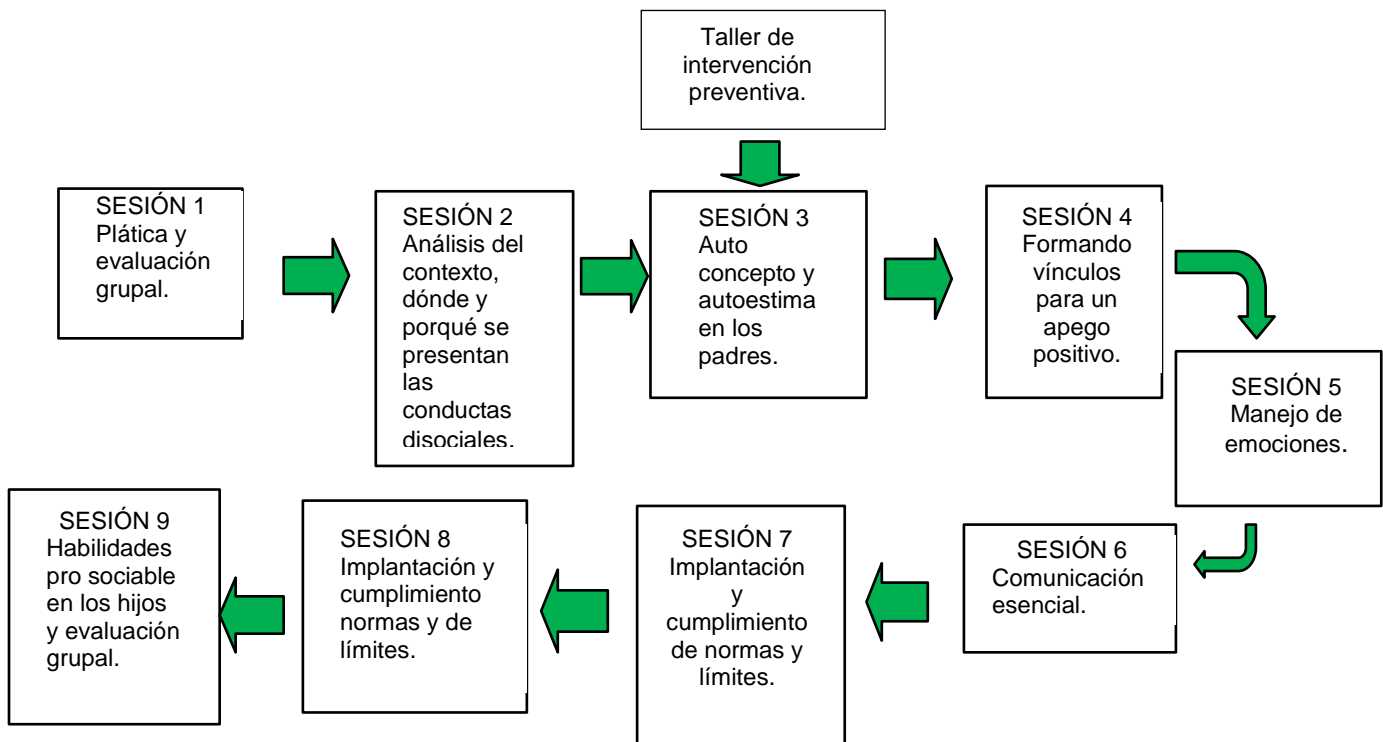 Taller de
intervención
preventiva.
SESIÓN 1
Plática y
evaluación
grupal.
SESIÓN 2
Análisis del
contexto,
dónde y
porqué se
presentan
las
conductas
disociales.
SESIÓN 3
Auto
concepto y
autoestima
en los
padres.
SESIÓN 4
Formando
vínculos
para un
apego
positivo.
SESIÓN 5
Manejo de
emociones.
SESIÓN 6
Comunicación
esencial.
SESIÓN 7
Implantación
y
cumplimiento
de normas y
límites.
SESIÓN 8
Implantación y
cumplimiento
normas y de
límites.
SESIÓN 9
Habilidades
pro sociable
en los hijos
y evaluación
grupal.